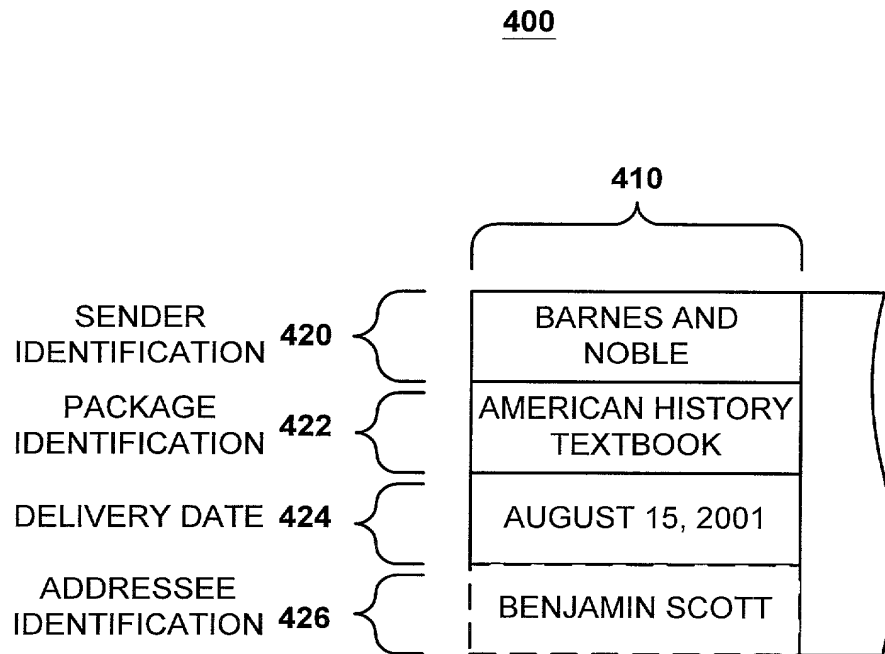 400
410
SENDER
IDENTIFICATION 420
BARNES AND
NOBLE
PACKAGE
IDENTIFICATION 422
AMERICAN HISTORY
TEXTBOOK
DELIVERY DATE 424
AUGUST 15, 2001
ADDRESSEE
IDENTIFICATION 426
BENJAMIN SCOTT